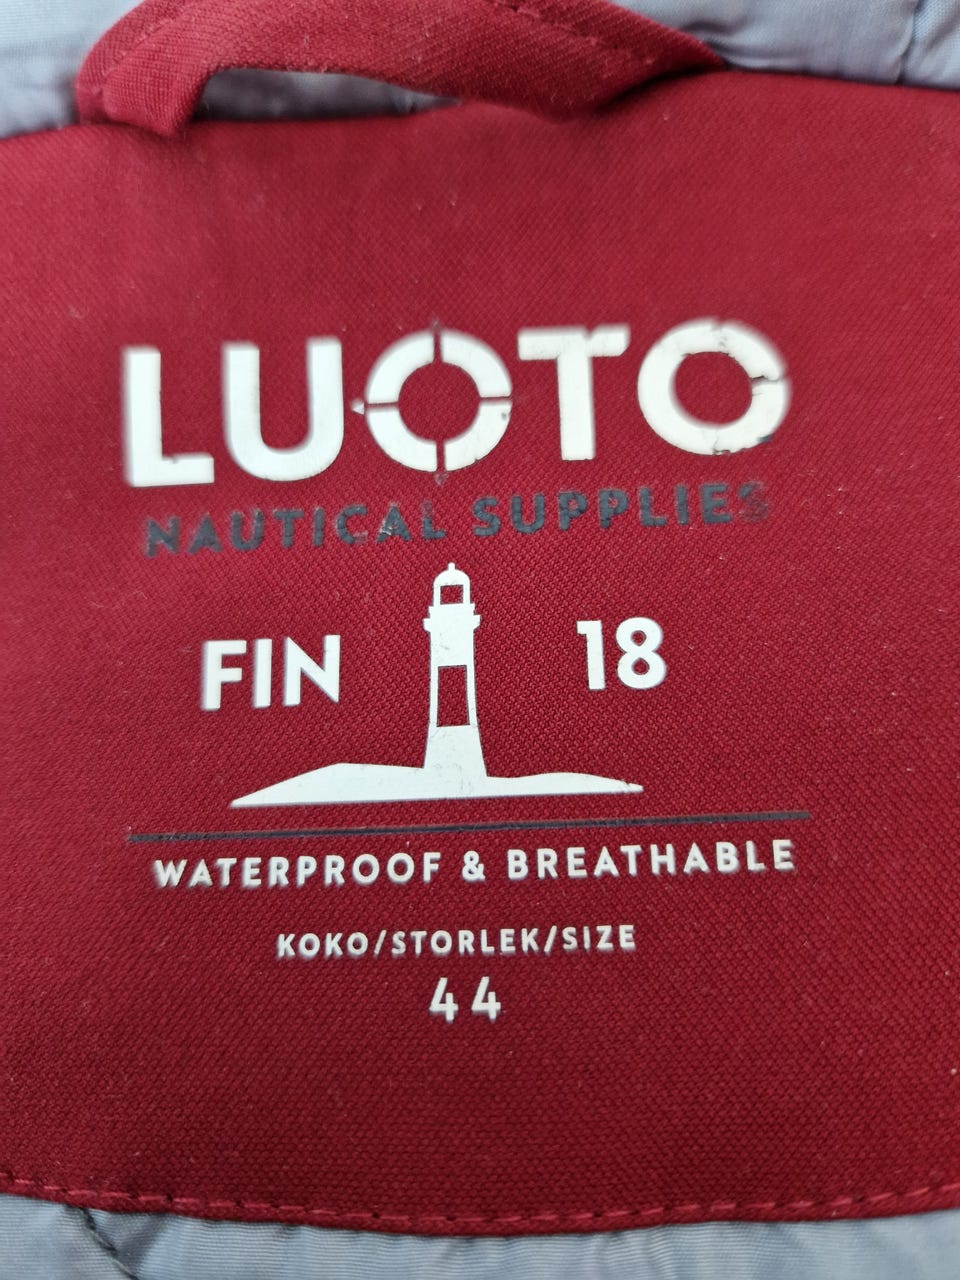 LUOTO
NAUTICAL SUPPLIES
FIN 18
WATERPROOF & BREATHABLE
KOKO/STORLEK/SIZE
44